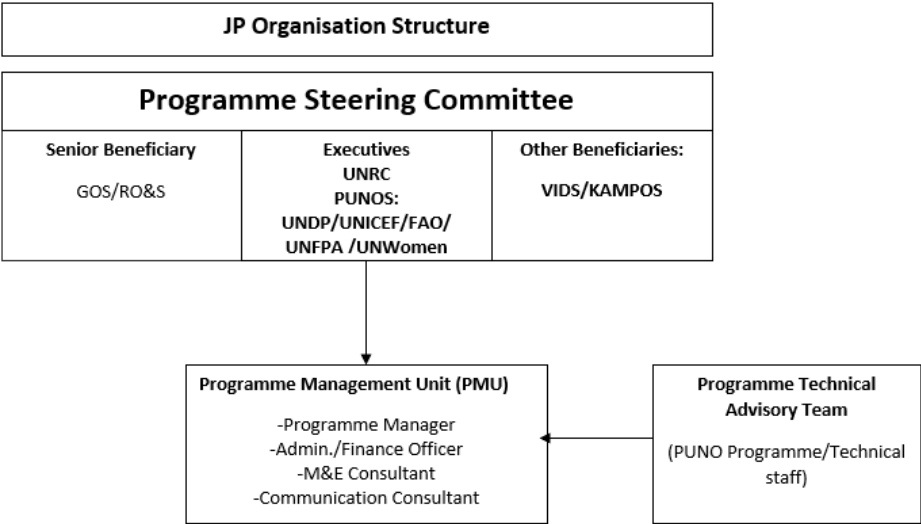 JP Organisation Structure
Programme Steering Committee
Senior Beneficiary
GOS/RO&S
Executives
UNRC
PUNOS:
UNDP/UNICEF/FAO/
UNFPA /UNWomen
Other Beneficiaries:
VIDS/KAMPOS
Programme Management Unit (PMU)
-Programme Manager
-Admin./Finance Officer
-M&E Consultant
-Communication Consultant
Programme Technical
Advisory Team
(PUNO Programme/Technical
staff)